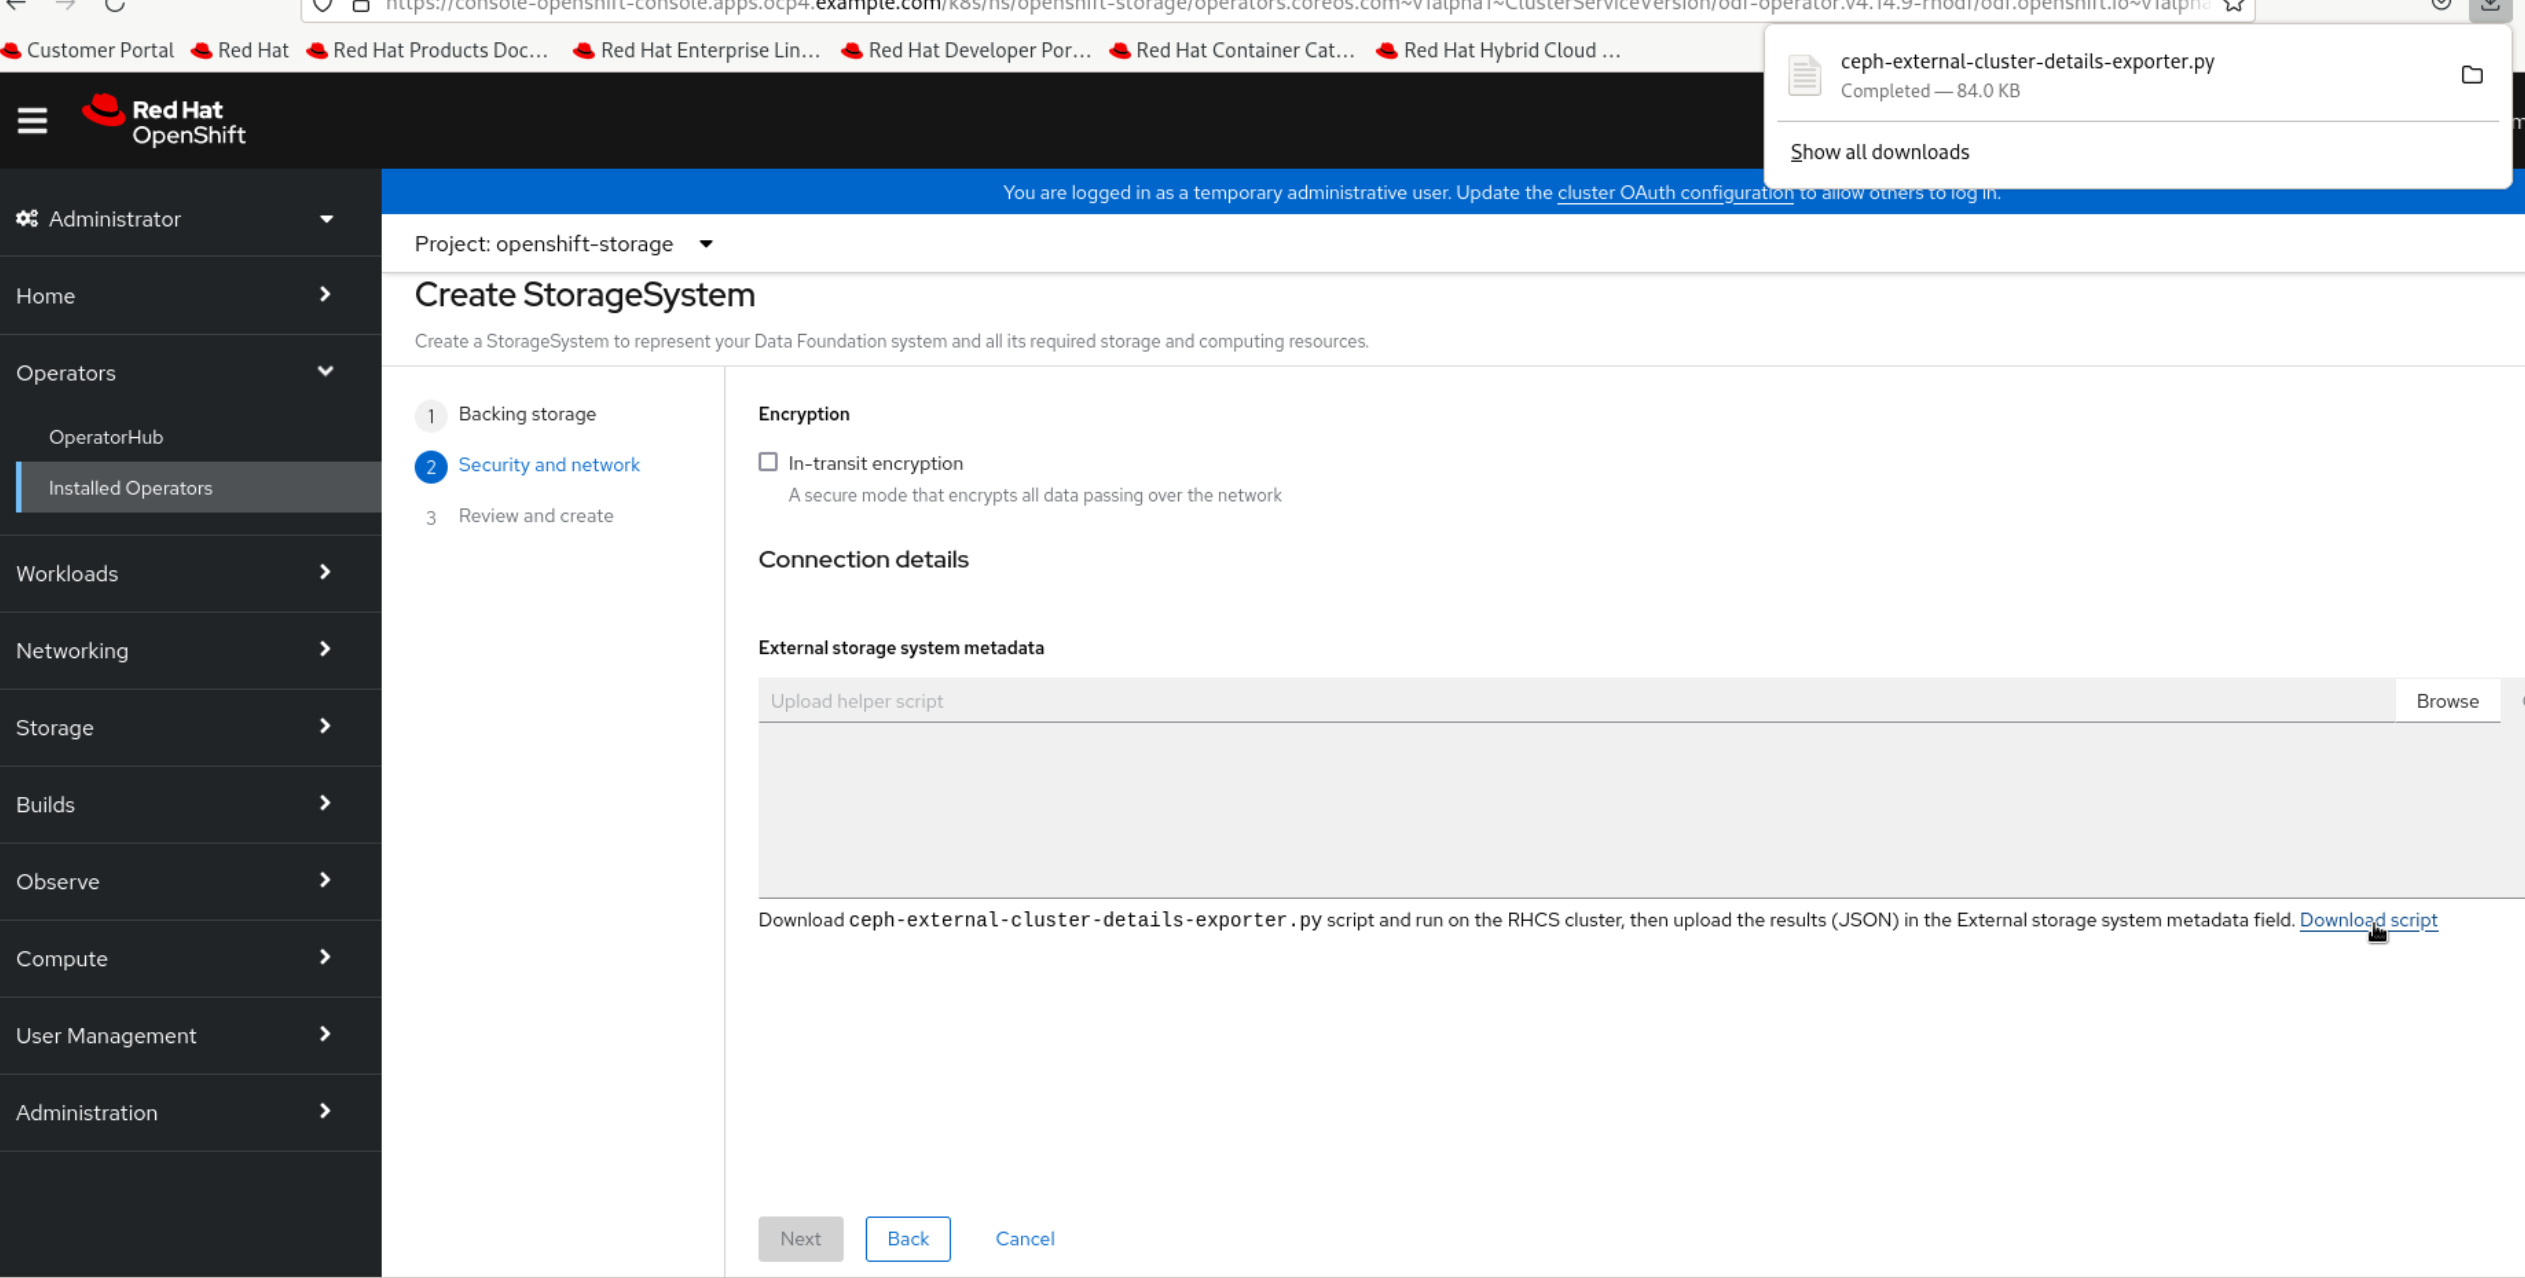 https://console-openshift-console.apps.ocp4.example.com/k8s/ns/openshift-storage/operators.coreos.com~v1alpha1~ClusterServiceVersion/odf-operator.v4.14.9-rhodf/odf.openshift.io~v1alpha
Customer Portal Red Hat Red Hat Products Doc… Red Hat Enterprise Lin… Red Hat Developer Por… Red Hat Container Cat… Red Hat Hybrid Cloud …
ceph-external-cluster-details-exporter.py
Completed — 84.0 KB
Show all downloads
Red Hat
OpenShift
You are logged in as a temporary administrative user. Update the cluster OAuth configuration to allow others to log in.
Administrator
Home
Operators
OperatorHub
Installed Operators
Workloads
Networking
Storage
Builds
Observe
Compute
User Management
Administration
Project: openshift-storage
Create StorageSystem
Create a StorageSystem to represent your Data Foundation system and all its required storage and computing resources.
1 Backing storage
2 Security and network
3 Review and create
Encryption
In-transit encryption
A secure mode that encrypts all data passing over the network
Connection details
External storage system metadata
Upload helper script
Browse
Download ceph-external-cluster-details-exporter.py script and run on the RHCS cluster, then upload the results (JSON) in the External storage system metadata field. Download script
Next Back Cancel